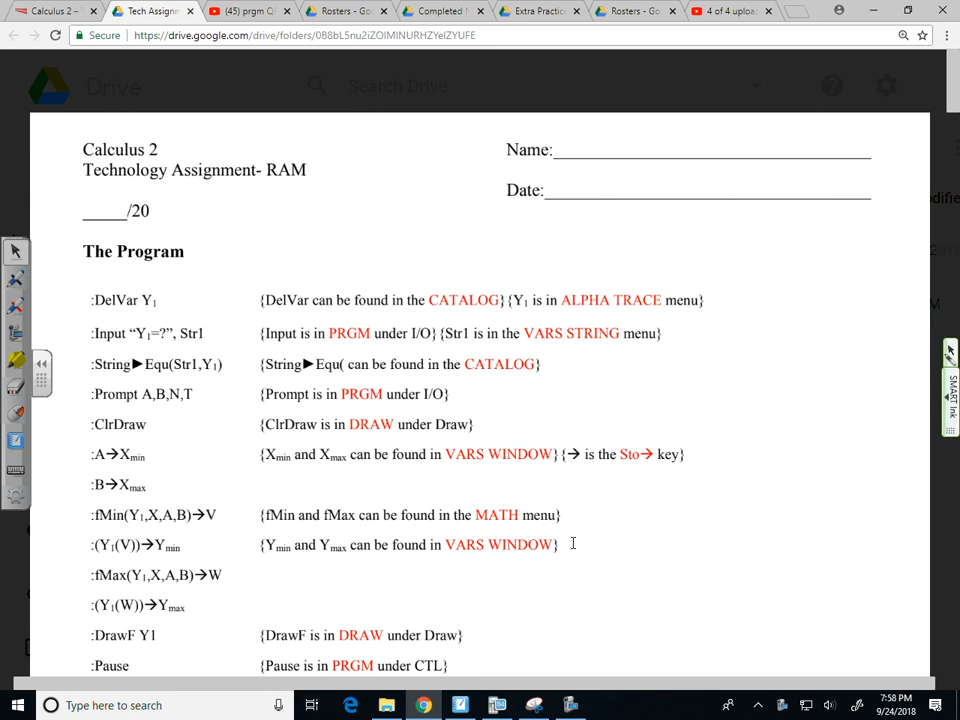 Calculus 2 –
Tech Assignm
(45) prgm Q
Rosters - Go
Completed
Extra Practic
Rosters - Go
4 of 4 uploa
Secure
https://drive.google.com/drive/folders/0B8bL5nu2iZOlMlNURHZYelZYUFE
Drive
Search Drive
Calculus 2
Name:
Technology Assignment- RAM
Date:
_____/20
The Program
:DelVar Y1 {DelVar can be found in the CATALOG}{Y1 is in ALPHA TRACE menu}
:Input “Y1=?”, Str1 {Input is in PRGM under I/O}{Str1 is in the VARS STRING menu}
:String►Equ(Str1,Y1) {String►Equ( can be found in the CATALOG}
:Prompt A,B,N,T {Prompt is in PRGM under I/O}
:ClrDraw {ClrDraw is in DRAW under Draw}
:A→Xmin {Xmin and Xmax can be found in VARS WINDOW}{→ is the Sto→ key}
:B→Xmax
:fMin(Y1,X,A,B)→V {fMin and fMax can be found in the MATH menu}
:(Y1(V))→Ymin {Ymin and Ymax can be found in VARS WINDOW}
:fMax(Y1,X,A,B)→W
:(Y1(W))→Ymax
:DrawF Y1 {DrawF is in DRAW under Draw}
:Pause {Pause is in PRGM under CTL}
SMART Ink
Type here to search
7:58 PM
9/24/2018